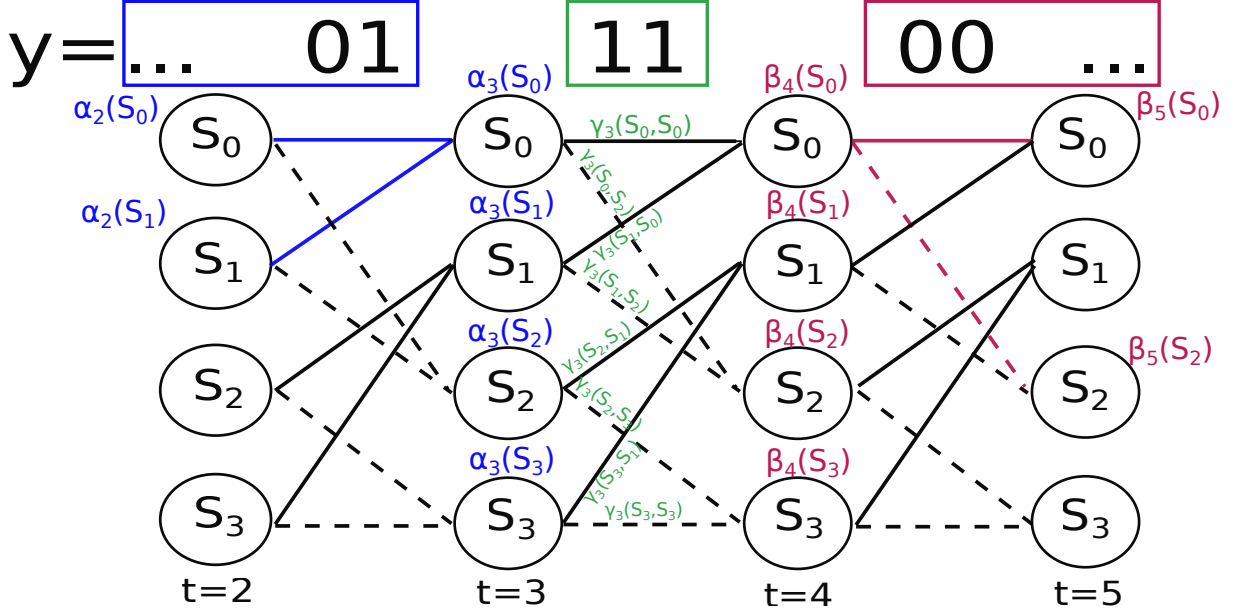 y=... 01 11 00 ...
α₂(S₀) α₃(S₀) β₄(S₀) β₅(S₀)
S₀ S₀ γ₃(S₀,S₀) S₀ S₀
γ₃(S₀,S₂)
α₂(S₁) α₃(S₁) β₄(S₁)
γ₃(S₁,S₀)
S₁ S₁ γ₃(S₁,S₂) S₁ S₁
α₃(S₂) γ₃(S₂,S₁) β₄(S₂) β₅(S₂)
S₂ S₂ γ₃(S₂,S₃) S₂ S₂
α₃(S₃) γ₃(S₃,S₁) β₄(S₃)
S₃ S₃ γ₃(S₃,S₃) S₃ S₃
t=2 t=3 t=4 t=5